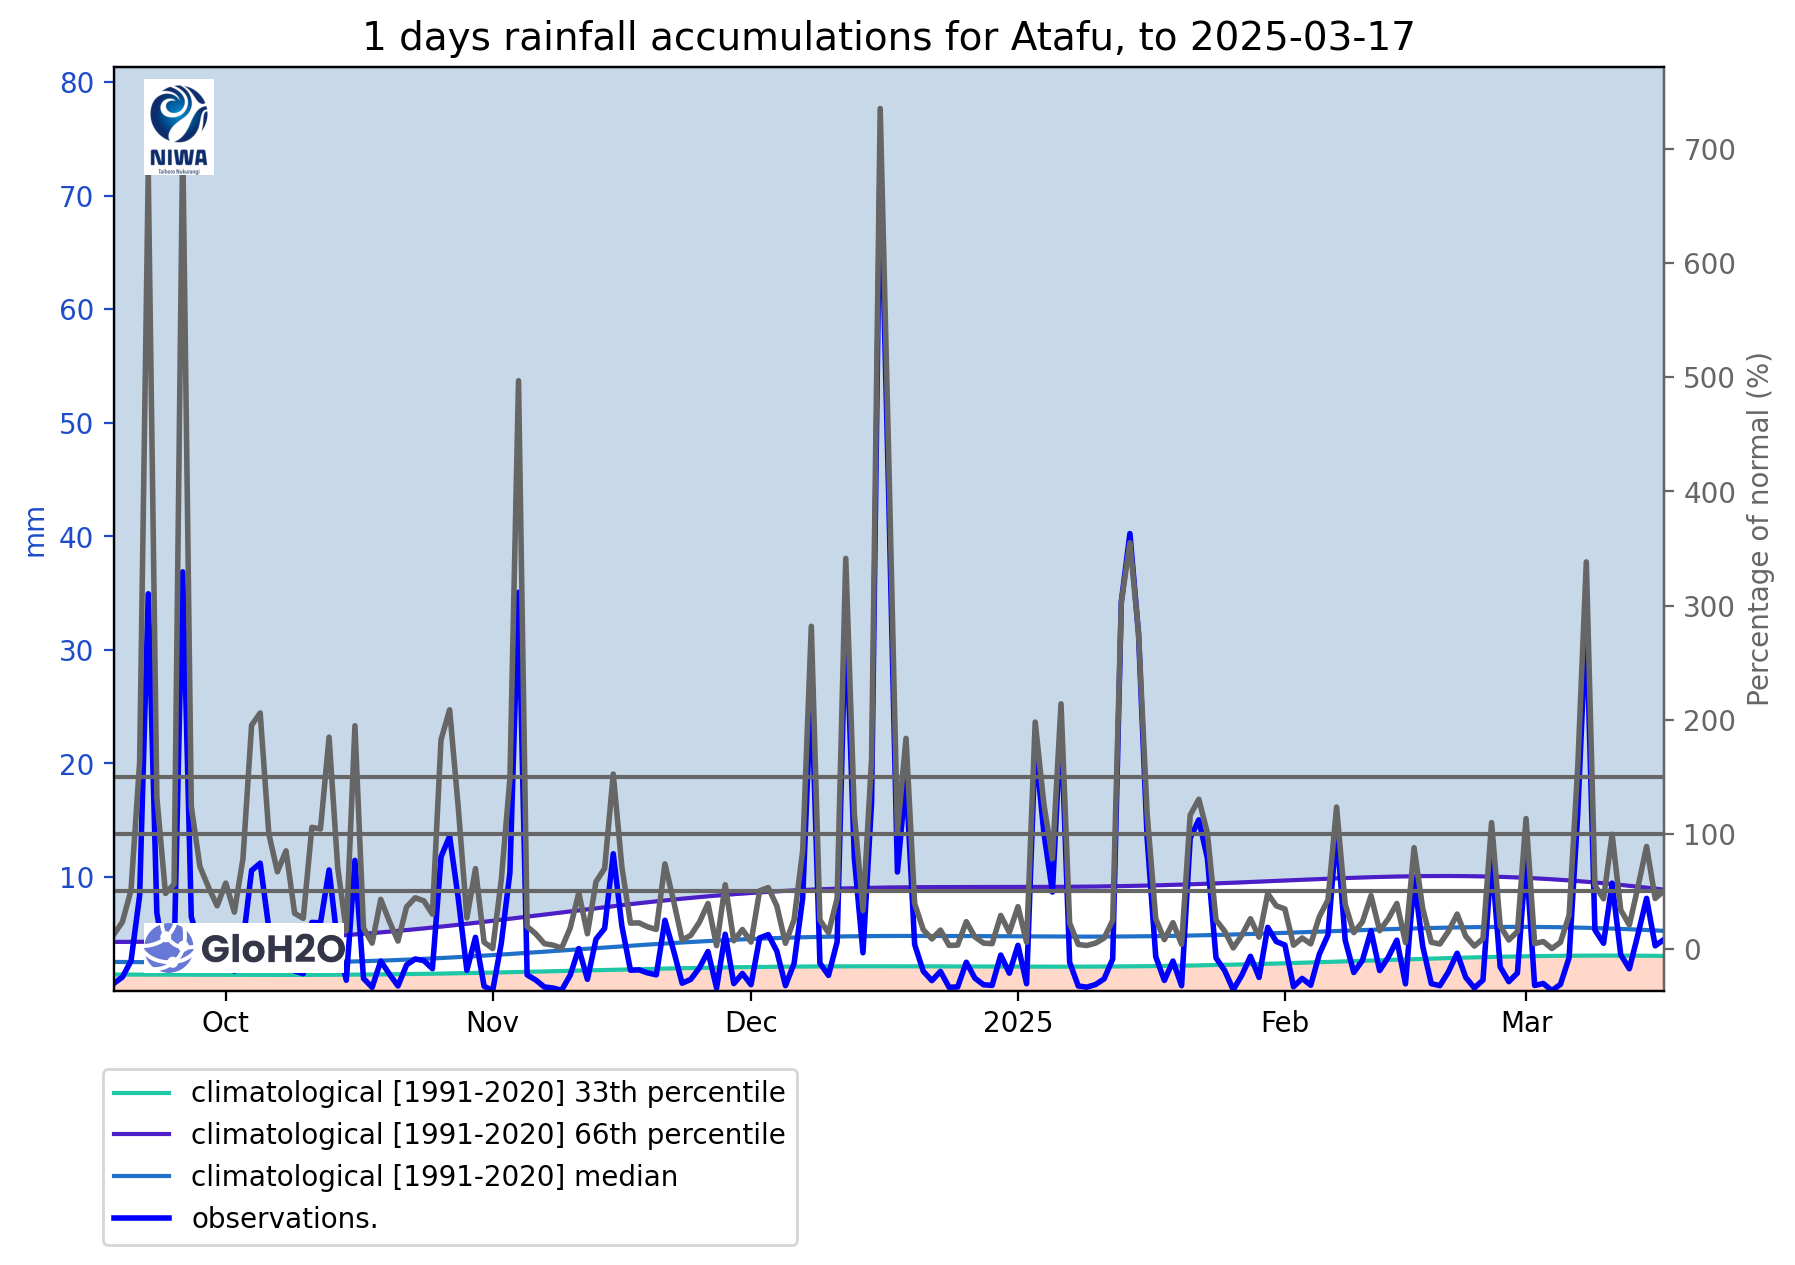 1 days rainfall accumulations for Atafu, to 2025-03-17
80
70
60
50
40
30
20
10
mm
NIWA
Taihoro Nukurangi
GloH2O
700
600
500
400
300
200
100
0
Percentage of normal (%)
Oct
Nov
Dec
2025
Feb
Mar
climatological [1991-2020] 33th percentile
climatological [1991-2020] 66th percentile
climatological [1991-2020] median
observations.